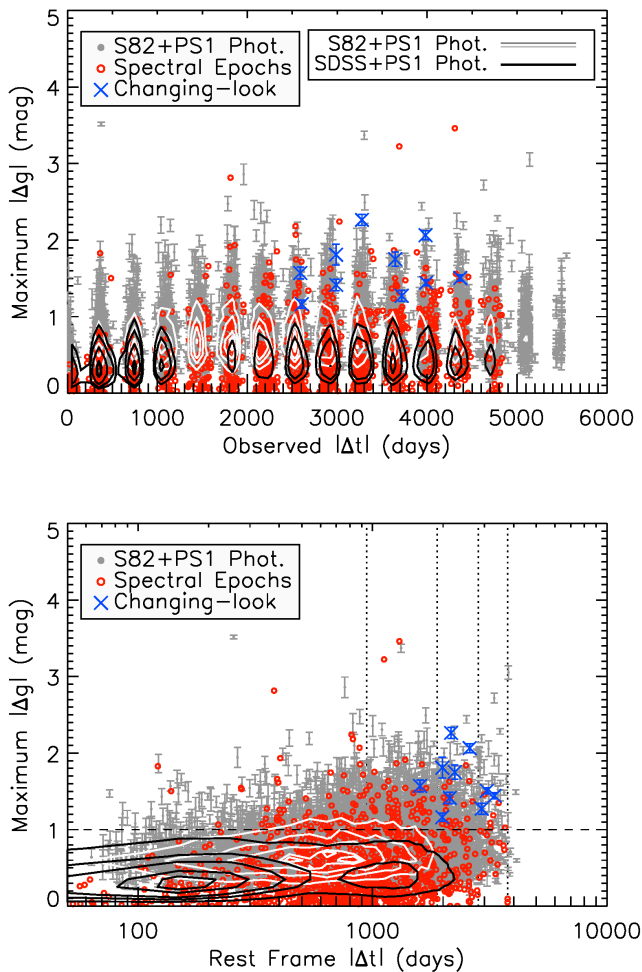 5
4
3
2
1
0
Maximum |Δg| (mag)
S82+PS1 Phot.
Spectral Epochs
Changing-look
S82+PS1 Phot.
SDSS+PS1 Phot.
0 1000 2000 3000 4000 5000 6000
Observed |Δt| (days)
5
4
3
2
1
0
Maximum |Δg| (mag)
S82+PS1 Phot.
Spectral Epochs
Changing-look
100 1000 10000
Rest Frame |Δt| (days)